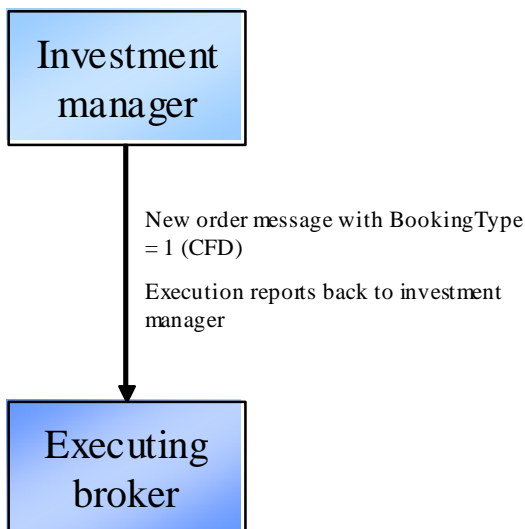 Investment
manager
New order message with BookingType
= 1 (CFD)
Execution reports back to investment
manager
Executing
broker